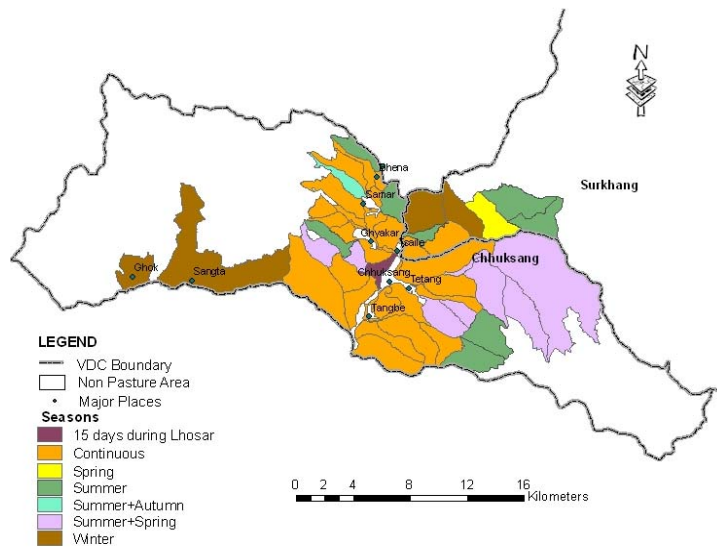 N
Bhena
Surkhang
Samar
Ghyakar
Chhuksang
Ghok
Sangta
Chhuksang
Tetang
Tangbe
LEGEND
VDC Boundary
Non Pasture Area
Major Places
Seasons
15 days during Lhosar
Continuous
Spring
Summer
Summer+Autumn
Summer+Spring
Winter
0 2 4 8 12 16
Kilometers